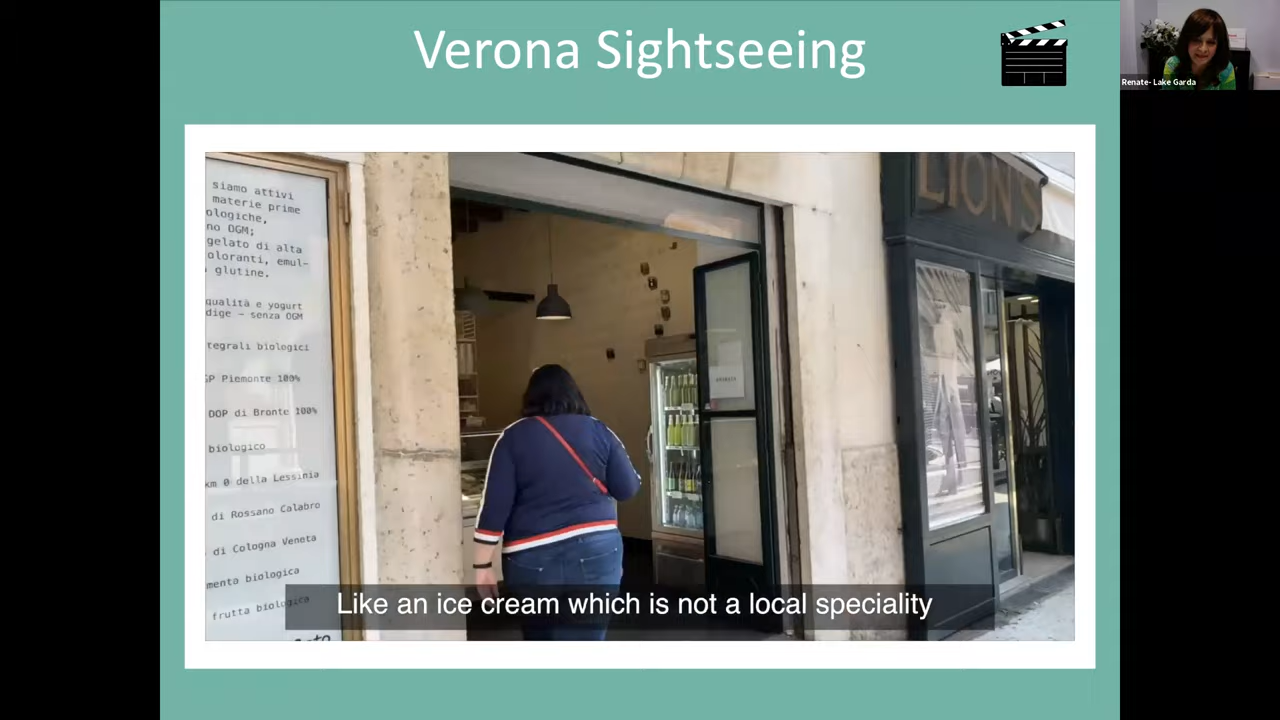 Verona Sightseeing
Renate- Lake Garda
siamo attivi
materie prime
ologiche,
no OGM;
gelato di alta
oloranti, emul-
glutine.
qualità e yogurt
dige – senza OGM
tegrali biologici
GP Piemonte 100%
DOP di Bronte 100%
biologico
km 0 della Lessinia
di Rossano Calabro
di Cologna Veneta
menta biologica
frutta biologica
LION'S
Like an ice cream which is not a local speciality